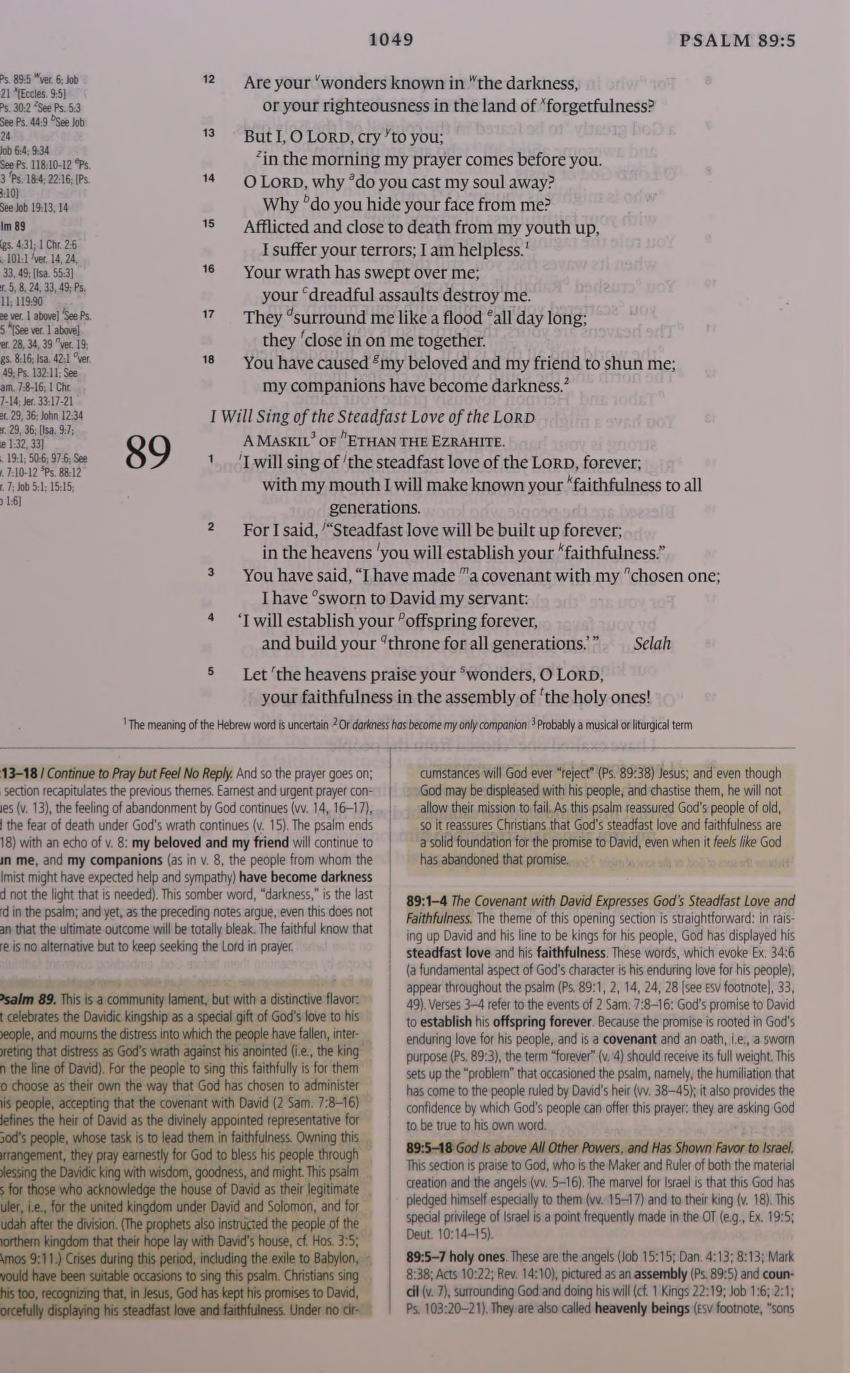 1049
PSALM 89:5
12 Are your ᵛwonders known in ʷthe darkness,
or your righteousness in the land of ˣforgetfulness?
13 But I, O LORD, cry ʸto you;
ᶻin the morning my prayer comes before you.
14 O LORD, why ᵃdo you cast my soul away?
Why ᵇdo you hide your face from me?
15 Afflicted and close to death from my youth up,
I suffer your terrors; I am helpless.¹
16 Your wrath has swept over me;
your ᶜdreadful assaults destroy me.
17 They ᵈsurround me like a flood ᵉall day long;
they ᶠclose in on me together.
18 You have caused ᵍmy beloved and my friend to shun me;
my companions have become darkness.²
I Will Sing of the Steadfast Love of the LORD
89 A MASKIL³ OF ʰETHAN THE EZRAHITE.
1 ⁱI will sing of ʲthe steadfast love of the LORD, forever;
with my mouth I will make known your ᵏfaithfulness to all
generations.
2 For I said, ʲ“Steadfast love will be built up forever;
in the heavens ˡyou will establish your ᵏfaithfulness.”
3 You have said, “I have made ᵐa covenant with my ⁿchosen one;
I have ᵒsworn to David my servant:
4 ‘I will establish your ᵖoffspring forever,
and build your ᑫthrone for all generations.’” Selah
5 Let ʳthe heavens praise your ˢwonders, O LORD,
your faithfulness in the assembly of ᵗthe holy ones!
¹ The meaning of the Hebrew word is uncertain ² Or darkness has become my only companion ³ Probably a musical or liturgical term
Ps. 89:5 ʷver. 6; Job
21 ˣ[Eccles. 9:5]
Ps. 30:2 ᶻSee Ps. 5:3
See Ps. 44:9 ᵇSee Job
24
Job 6:4; 9:34
See Ps. 118:10-12 ᵉPs.
3 ᶠPs. 18:4; 22:16; [Ps.
8:10]
See Job 19:13, 14
lm 89
Kgs. 4:31; 1 Chr. 2:6
. 101:1 ʲver. 14, 24,
33, 49; [Isa. 55:3]
r. 5, 8, 24, 33, 49; Ps.
11; 119:90
ee ver. 1 above] ˡSee Ps.
5 ᵏ[See ver. 1 above]
er. 28, 34, 39 ⁿver. 19;
gs. 8:16; Isa. 42:1 ᵒver.
49; Ps. 132:11; See
am. 7:8-16; 1 Chr.
7-14; Jer. 33:17-21
er. 29, 36; John 12:34
r. 29, 36; [Isa. 9:7;
e 1:32, 33]
. 19:1; 50:6; 97:6; See
. 7:10-12 ˢPs. 88:12
r. 7; Job 5:1; 15:15;
1:6]
13–18 / Continue to Pray but Feel No Reply. And so the prayer goes on;
section recapitulates the previous themes. Earnest and urgent prayer con-
ues (v. 13), the feeling of abandonment by God continues (vv. 14, 16–17),
the fear of death under God's wrath continues (v. 15). The psalm ends
18) with an echo of v. 8: my beloved and my friend will continue to
un me, and my companions (as in v. 8, the people from whom the
lmist might have expected help and sympathy) have become darkness
d not the light that is needed). This somber word, “darkness,” is the last
rd in the psalm; and yet, as the preceding notes argue, even this does not
an that the ultimate outcome will be totally bleak. The faithful know that
re is no alternative but to keep seeking the Lord in prayer.
Psalm 89. This is a community lament, but with a distinctive flavor:
t celebrates the Davidic kingship as a special gift of God's love to his
people, and mourns the distress into which the people have fallen, inter-
preting that distress as God's wrath against his anointed (i.e., the king
n the line of David). For the people to sing this faithfully is for them
o choose as their own the way that God has chosen to administer
his people, accepting that the covenant with David (2 Sam. 7:8–16)
defines the heir of David as the divinely appointed representative for
God's people, whose task is to lead them in faithfulness. Owning this
arrangement, they pray earnestly for God to bless his people through
blessing the Davidic king with wisdom, goodness, and might. This psalm
s for those who acknowledge the house of David as their legitimate
uler, i.e., for the united kingdom under David and Solomon, and for
udah after the division. (The prophets also instructed the people of the
northern kingdom that their hope lay with David's house, cf. Hos. 3:5;
Amos 9:11.) Crises during this period, including the exile to Babylon,
would have been suitable occasions to sing this psalm. Christians sing
this too, recognizing that, in Jesus, God has kept his promises to David,
forcefully displaying his steadfast love and faithfulness. Under no cir-
cumstances will God ever “reject” (Ps. 89:38) Jesus; and even though
God may be displeased with his people, and chastise them, he will not
allow their mission to fail. As this psalm reassured God's people of old,
so it reassures Christians that God's steadfast love and faithfulness are
a solid foundation for the promise to David, even when it feels like God
has abandoned that promise.
89:1–4 The Covenant with David Expresses God's Steadfast Love and
Faithfulness. The theme of this opening section is straightforward: in rais-
ing up David and his line to be kings for his people, God has displayed his
steadfast love and his faithfulness. These words, which evoke Ex. 34:6
(a fundamental aspect of God's character is his enduring love for his people),
appear throughout the psalm (Ps. 89:1, 2, 14, 24, 28 [see ESV footnote], 33,
49). Verses 3–4 refer to the events of 2 Sam. 7:8–16: God's promise to David
to establish his offspring forever. Because the promise is rooted in God's
enduring love for his people, and is a covenant and an oath, i.e., a sworn
purpose (Ps. 89:3), the term “forever” (v. 4) should receive its full weight. This
sets up the “problem” that occasioned the psalm, namely, the humiliation that
has come to the people ruled by David's heir (vv. 38–45); it also provides the
confidence by which God's people can offer this prayer: they are asking God
to be true to his own word.
89:5–18 God Is above All Other Powers, and Has Shown Favor to Israel.
This section is praise to God, who is the Maker and Ruler of both the material
creation and the angels (vv. 5–16). The marvel for Israel is that this God has
pledged himself especially to them (vv. 15–17) and to their king (v. 18). This
special privilege of Israel is a point frequently made in the OT (e.g., Ex. 19:5;
Deut. 10:14–15).
89:5–7 holy ones. These are the angels (Job 15:15; Dan. 4:13; 8:13; Mark
8:38; Acts 10:22; Rev. 14:10), pictured as an assembly (Ps. 89:5) and coun-
cil (v. 7), surrounding God and doing his will (cf. 1 Kings 22:19; Job 1:6; 2:1;
Ps. 103:20–21). They are also called heavenly beings (ESV footnote, “sons